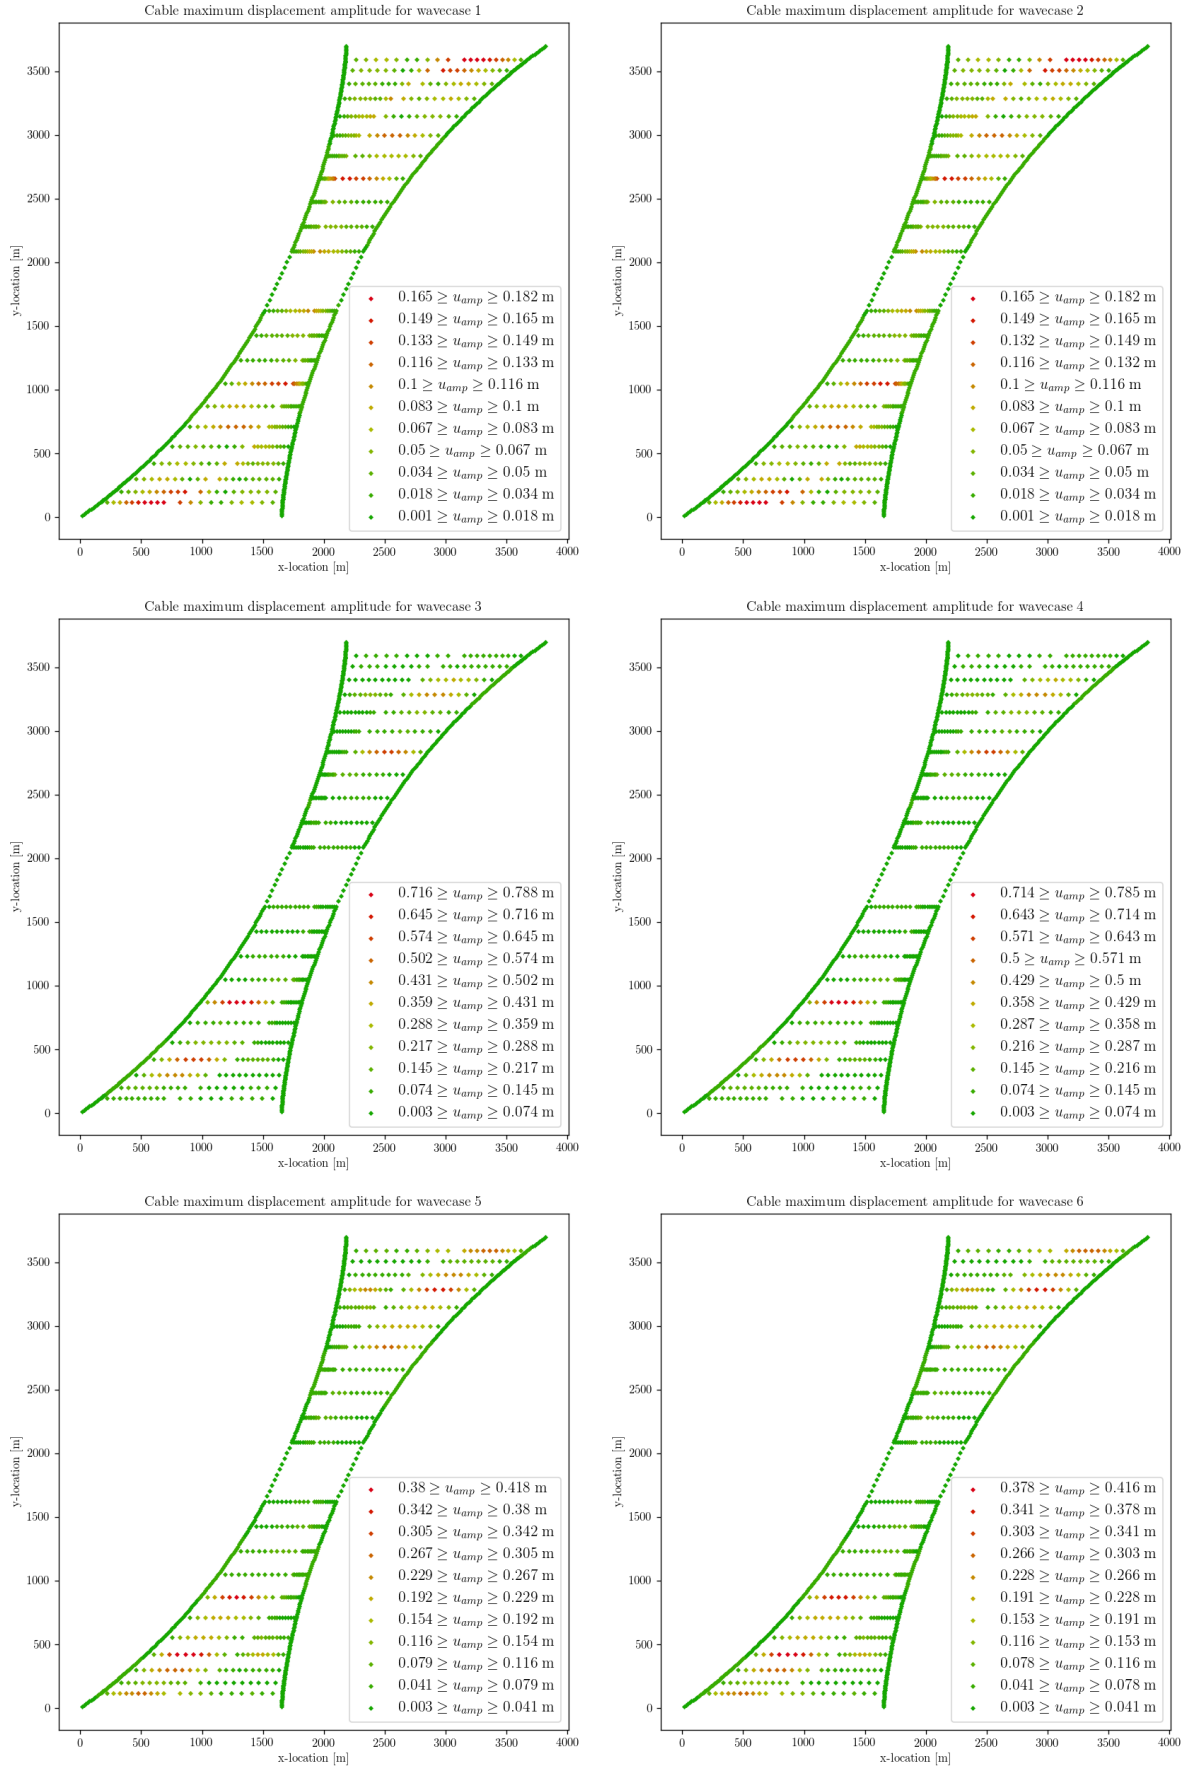 Cable maximum displacement amplitude for wavecase 1
y-location [m]
3500
3000
2500
2000
1500
1000
500
0
0.165 ≥ u_amp ≥ 0.182 m
0.149 ≥ u_amp ≥ 0.165 m
0.133 ≥ u_amp ≥ 0.149 m
0.116 ≥ u_amp ≥ 0.133 m
0.1 ≥ u_amp ≥ 0.116 m
0.083 ≥ u_amp ≥ 0.1 m
0.067 ≥ u_amp ≥ 0.083 m
0.05 ≥ u_amp ≥ 0.067 m
0.034 ≥ u_amp ≥ 0.05 m
0.018 ≥ u_amp ≥ 0.034 m
0.001 ≥ u_amp ≥ 0.018 m
0 500 1000 1500 2000 2500 3000 3500 4000
x-location [m]
Cable maximum displacement amplitude for wavecase 2
y-location [m]
3500
3000
2500
2000
1500
1000
500
0
0.165 ≥ u_amp ≥ 0.182 m
0.149 ≥ u_amp ≥ 0.165 m
0.132 ≥ u_amp ≥ 0.149 m
0.116 ≥ u_amp ≥ 0.132 m
0.1 ≥ u_amp ≥ 0.116 m
0.083 ≥ u_amp ≥ 0.1 m
0.067 ≥ u_amp ≥ 0.083 m
0.05 ≥ u_amp ≥ 0.067 m
0.034 ≥ u_amp ≥ 0.05 m
0.018 ≥ u_amp ≥ 0.034 m
0.001 ≥ u_amp ≥ 0.018 m
0 500 1000 1500 2000 2500 3000 3500 4000
x-location [m]
Cable maximum displacement amplitude for wavecase 3
y-location [m]
3500
3000
2500
2000
1500
1000
500
0
0.716 ≥ u_amp ≥ 0.788 m
0.645 ≥ u_amp ≥ 0.716 m
0.574 ≥ u_amp ≥ 0.645 m
0.502 ≥ u_amp ≥ 0.574 m
0.431 ≥ u_amp ≥ 0.502 m
0.359 ≥ u_amp ≥ 0.431 m
0.288 ≥ u_amp ≥ 0.359 m
0.217 ≥ u_amp ≥ 0.288 m
0.145 ≥ u_amp ≥ 0.217 m
0.074 ≥ u_amp ≥ 0.145 m
0.003 ≥ u_amp ≥ 0.074 m
0 500 1000 1500 2000 2500 3000 3500 4000
x-location [m]
Cable maximum displacement amplitude for wavecase 4
y-location [m]
3500
3000
2500
2000
1500
1000
500
0
0.714 ≥ u_amp ≥ 0.785 m
0.643 ≥ u_amp ≥ 0.714 m
0.571 ≥ u_amp ≥ 0.643 m
0.5 ≥ u_amp ≥ 0.571 m
0.429 ≥ u_amp ≥ 0.5 m
0.358 ≥ u_amp ≥ 0.429 m
0.287 ≥ u_amp ≥ 0.358 m
0.216 ≥ u_amp ≥ 0.287 m
0.145 ≥ u_amp ≥ 0.216 m
0.074 ≥ u_amp ≥ 0.145 m
0.003 ≥ u_amp ≥ 0.074 m
0 500 1000 1500 2000 2500 3000 3500 4000
x-location [m]
Cable maximum displacement amplitude for wavecase 5
y-location [m]
3500
3000
2500
2000
1500
1000
500
0
0.38 ≥ u_amp ≥ 0.418 m
0.342 ≥ u_amp ≥ 0.38 m
0.305 ≥ u_amp ≥ 0.342 m
0.267 ≥ u_amp ≥ 0.305 m
0.229 ≥ u_amp ≥ 0.267 m
0.192 ≥ u_amp ≥ 0.229 m
0.154 ≥ u_amp ≥ 0.192 m
0.116 ≥ u_amp ≥ 0.154 m
0.079 ≥ u_amp ≥ 0.116 m
0.041 ≥ u_amp ≥ 0.079 m
0.003 ≥ u_amp ≥ 0.041 m
0 500 1000 1500 2000 2500 3000 3500 4000
x-location [m]
Cable maximum displacement amplitude for wavecase 6
y-location [m]
3500
3000
2500
2000
1500
1000
500
0
0.378 ≥ u_amp ≥ 0.416 m
0.341 ≥ u_amp ≥ 0.378 m
0.303 ≥ u_amp ≥ 0.341 m
0.266 ≥ u_amp ≥ 0.303 m
0.228 ≥ u_amp ≥ 0.266 m
0.191 ≥ u_amp ≥ 0.228 m
0.153 ≥ u_amp ≥ 0.191 m
0.116 ≥ u_amp ≥ 0.153 m
0.078 ≥ u_amp ≥ 0.116 m
0.041 ≥ u_amp ≥ 0.078 m
0.003 ≥ u_amp ≥ 0.041 m
0 500 1000 1500 2000 2500 3000 3500 4000
x-location [m]